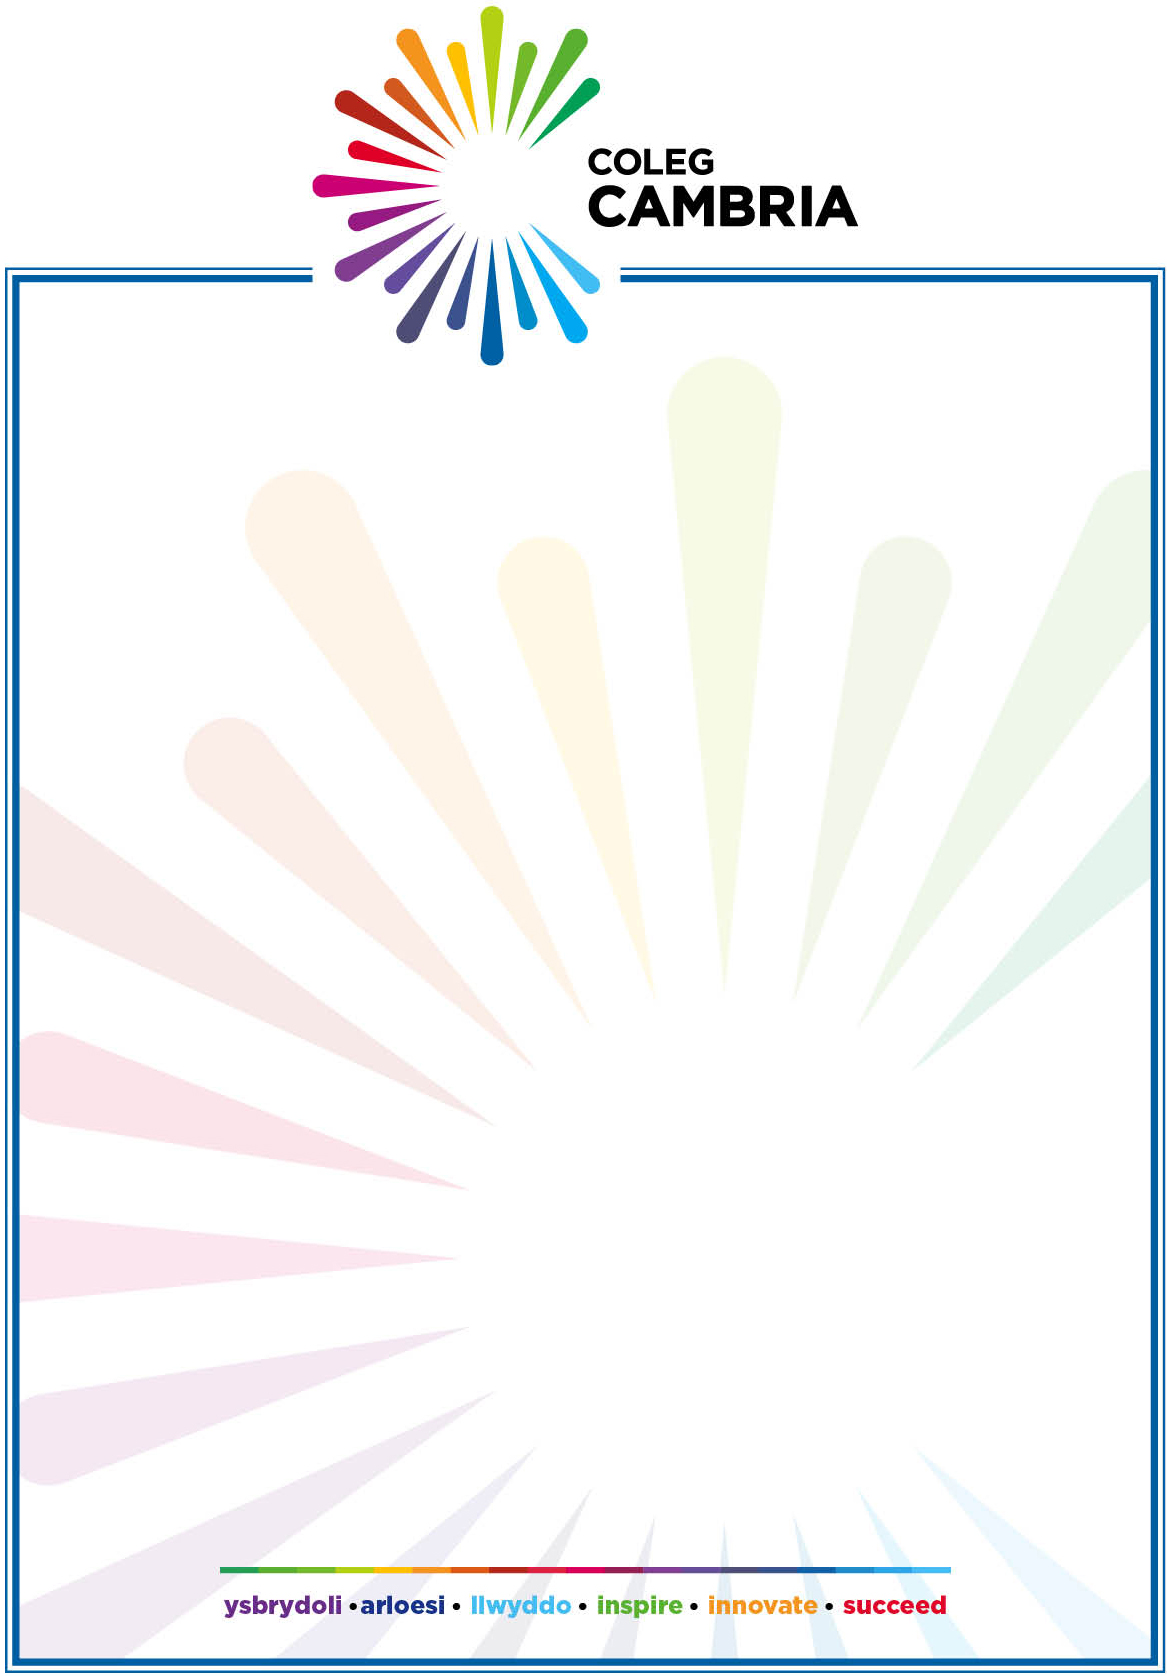 COLEG
CAMBRIA
ysbrydoli • arloesi • llwyddo • inspire • innovate • succeed